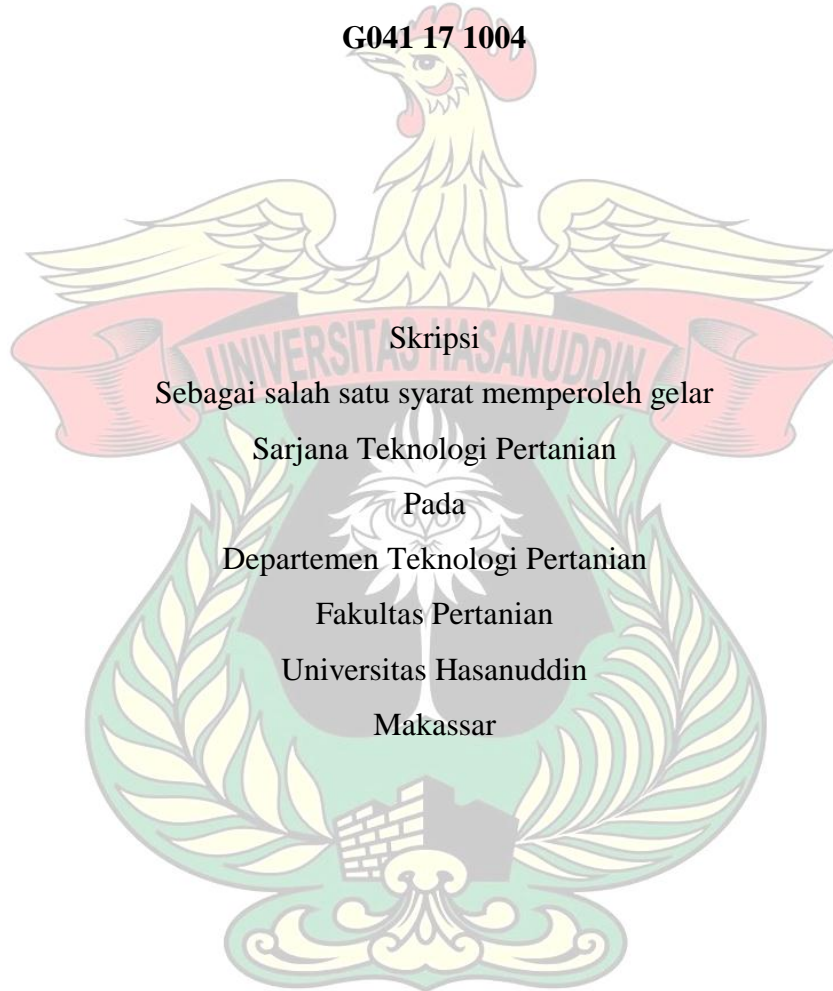 G041 17 1004
UNIVERSITAS HASANUDDIN
Skripsi
Sebagai salah satu syarat memperoleh gelar
Sarjana Teknologi Pertanian
Pada
Departemen Teknologi Pertanian
Fakultas Pertanian
Universitas Hasanuddin
Makassar